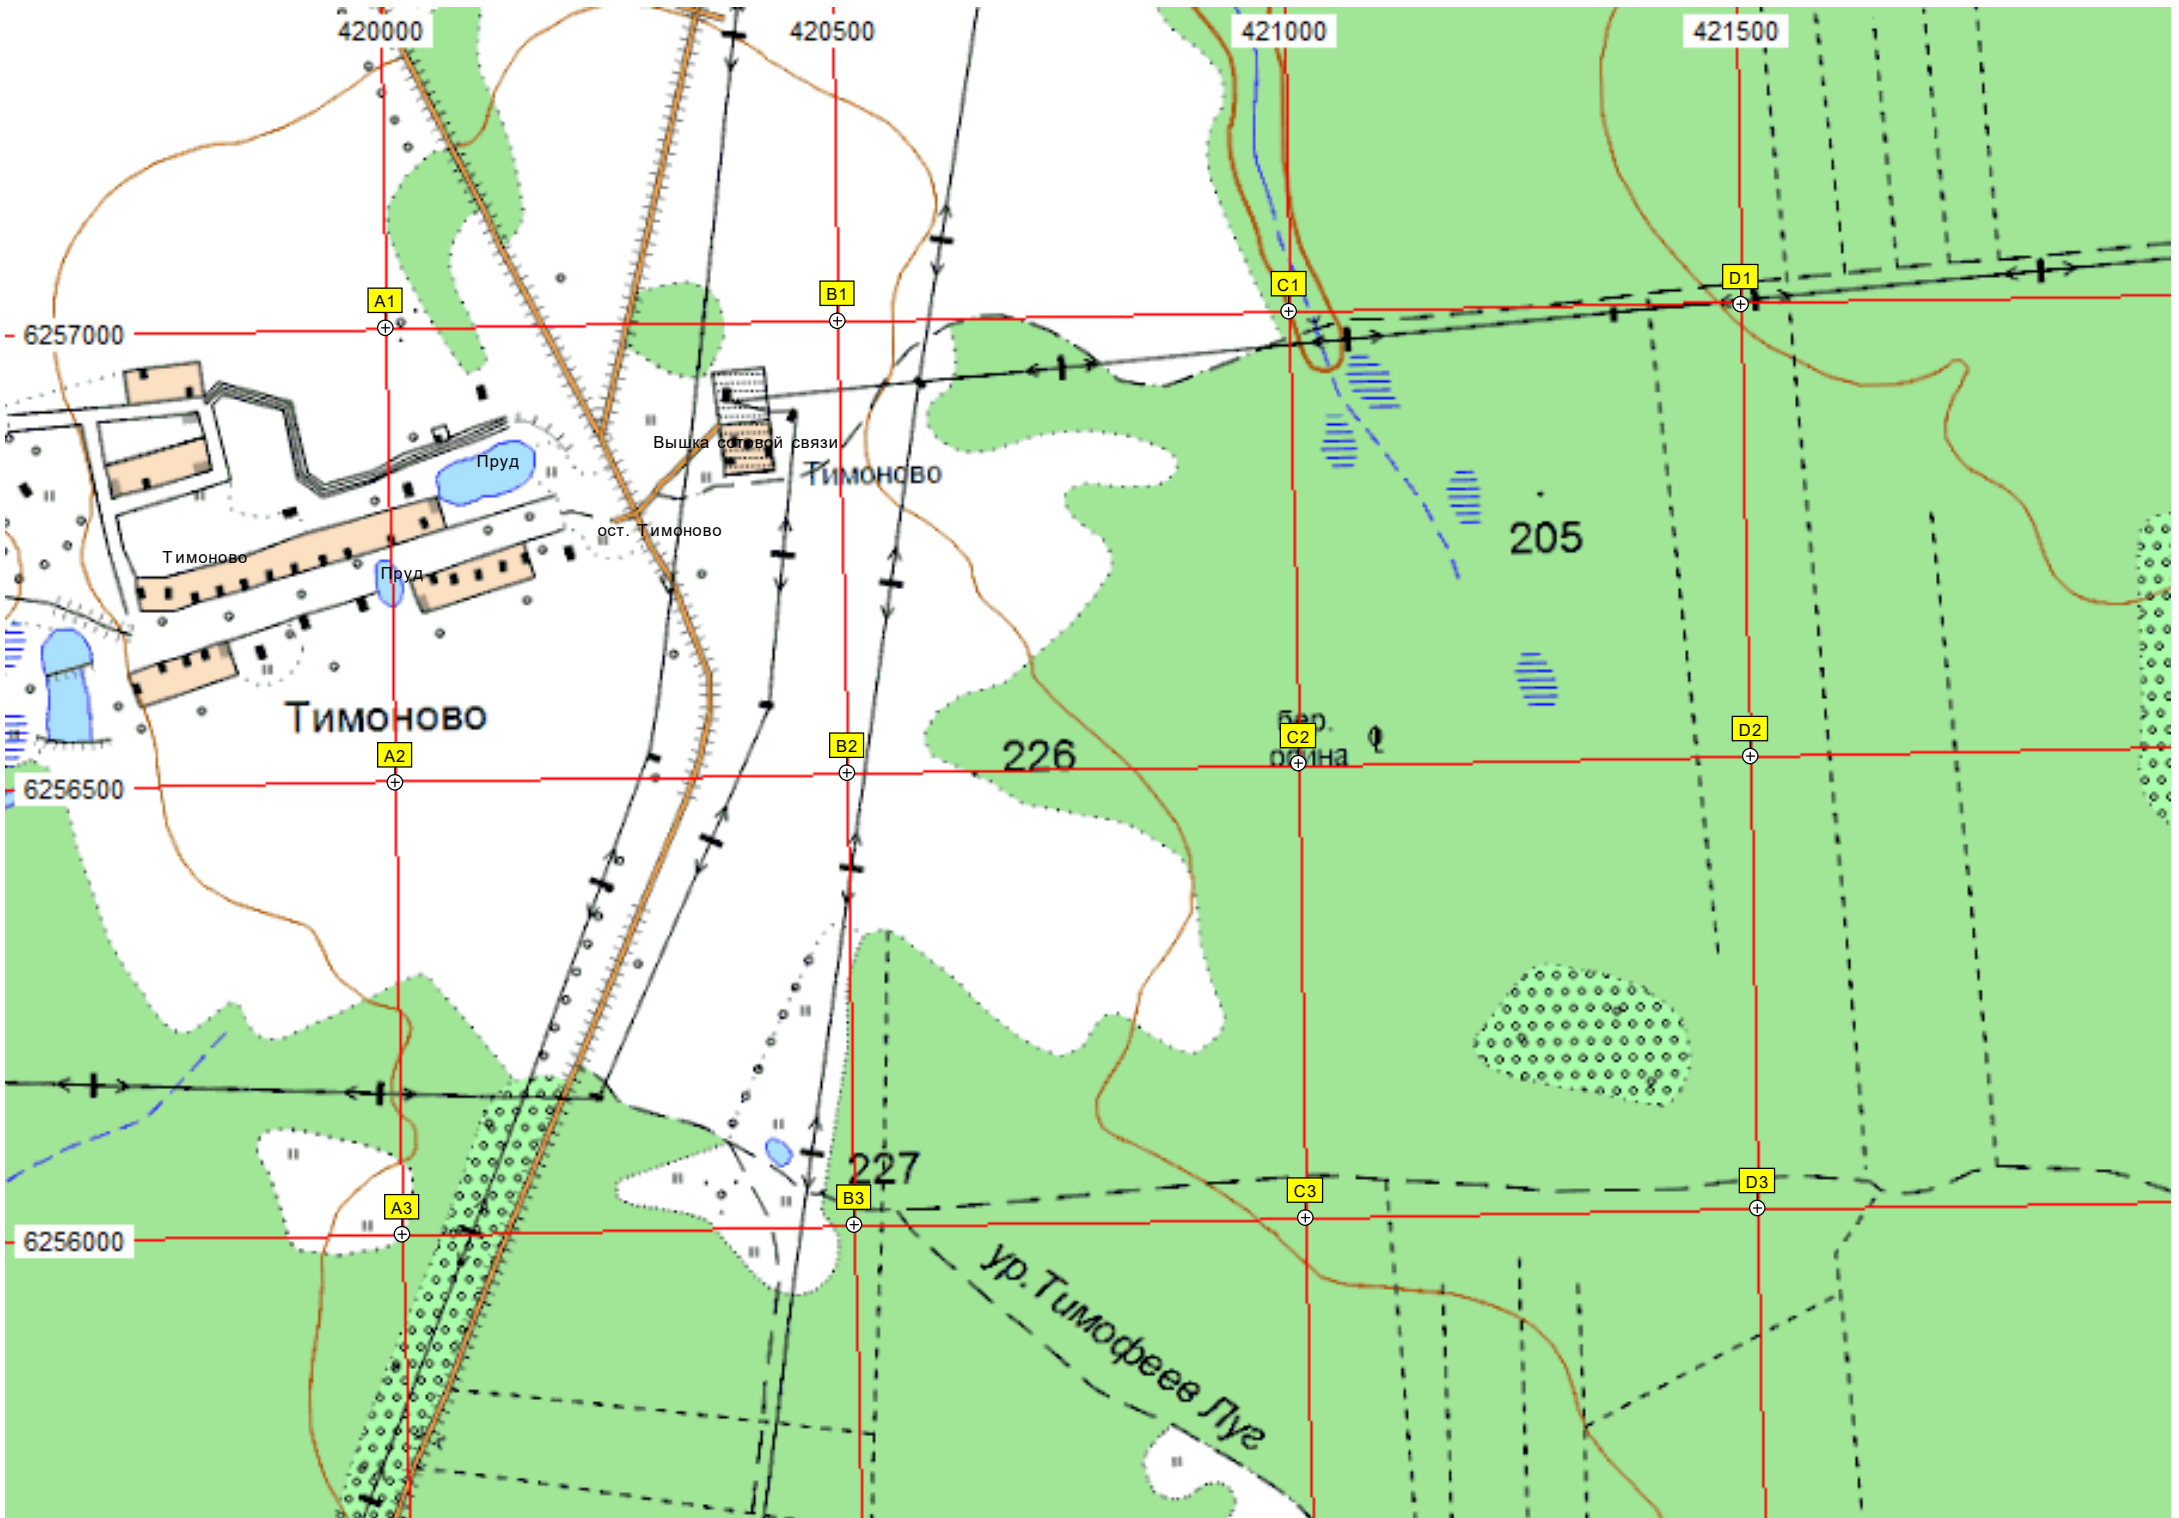 420000 420500 421000 421500
A1 B1 C1 D1
6257000
Вышка сотовой связи
Пруд
Тимоново
ост. Тимоново
205
Тимоново
Пруд
Тимоново
бер.
A2 B2 C2 D2
226
6256500
227
A3 B3 C3 D3
6256000
ур. Тимофеев Луг